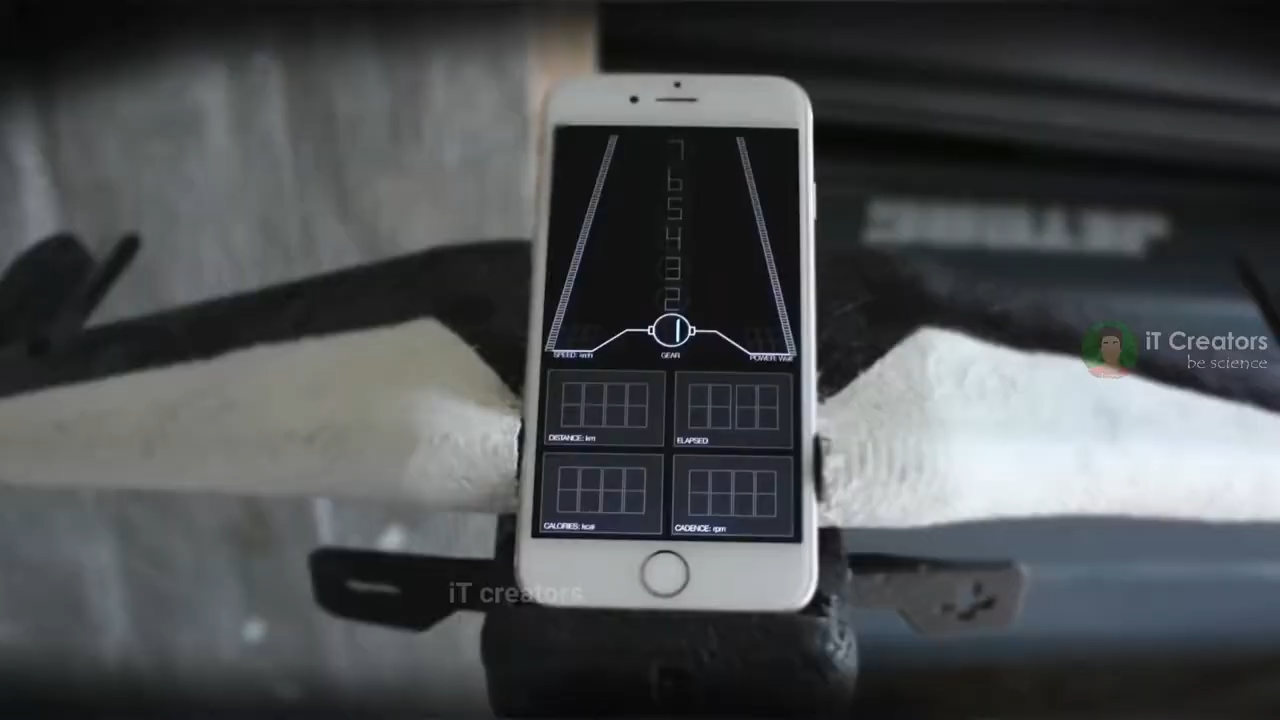 7
6
5
4
3
2
1
SPEED: km/h
GEAR
POWER: Watt
DISTANCE: km
ELAPSED
CALORIES: kcal
CADENCE: rpm
iT Creators
be science
iT creators